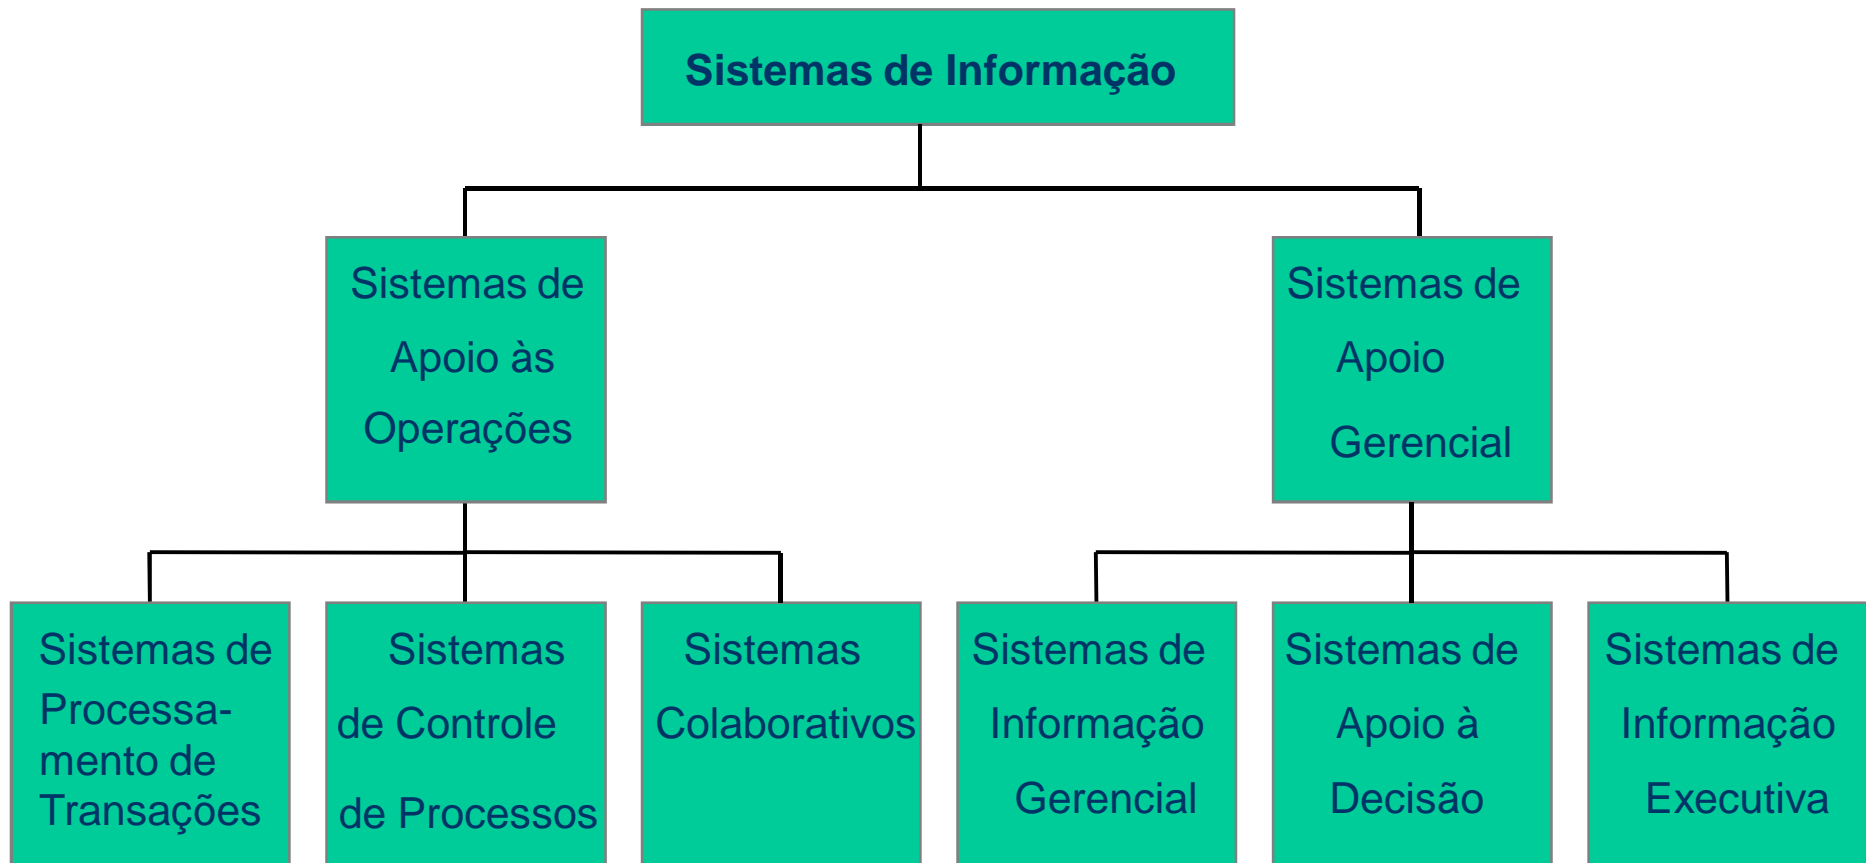 Sistemas de Informação
Sistemas de
Apoio às
Operações
Sistemas de
Apoio
Gerencial
Sistemas de
Processa-
mento de
Transações
Sistemas
de Controle
de Processos
Sistemas
Colaborativos
Sistemas de
Informação
Gerencial
Sistemas de
Apoio à
Decisão
Sistemas de
Informação
Executiva